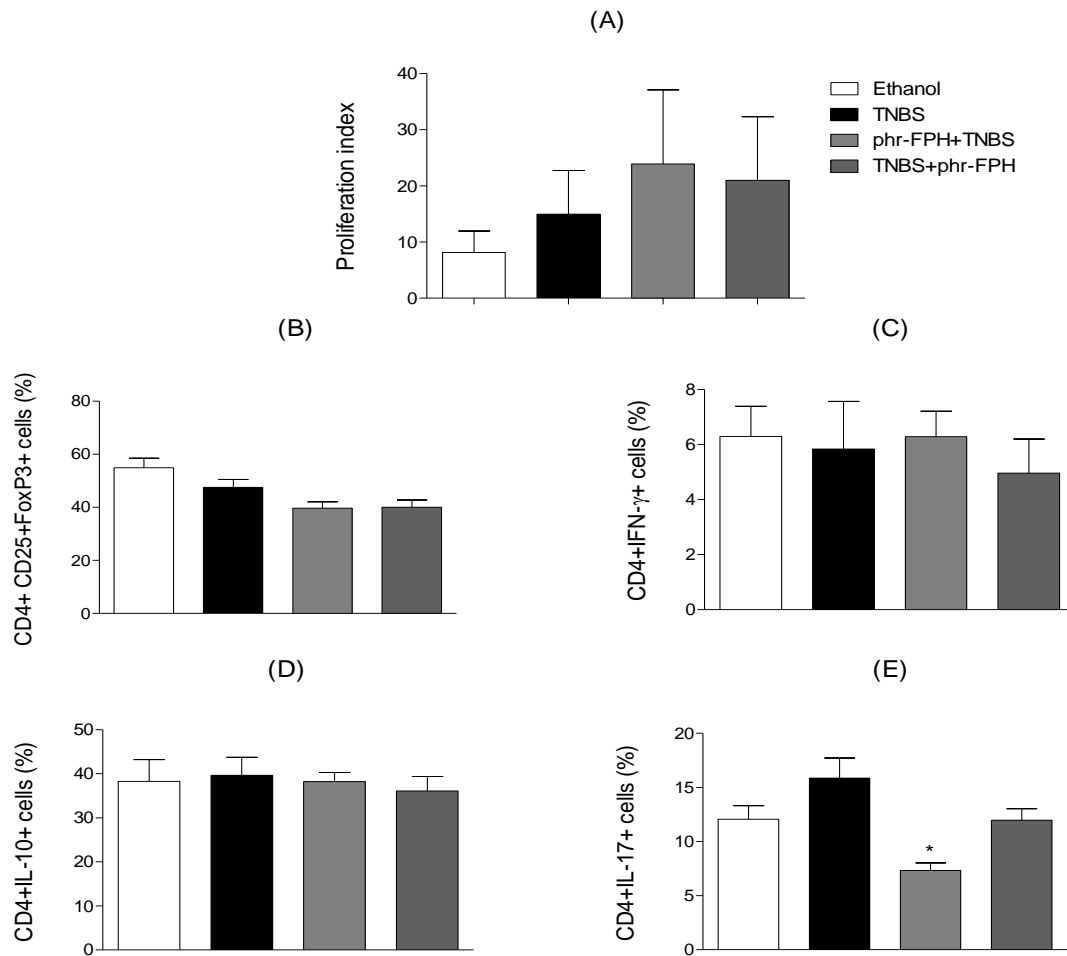 (A)
Proliferation index
40
30
20
10
0
Ethanol
TNBS
phr-FPH+TNBS
TNBS+phr-FPH
(B)
CD4+ CD25+FoxP3+ cells (%)
80
60
40
20
0
(C)
CD4+IFN-γ+ cells (%)
8
6
4
2
0
(D)
CD4+IL-10+ cells (%)
50
40
30
20
10
0
(E)
CD4+IL-17+ cells (%)
20
15
10
5
0
*